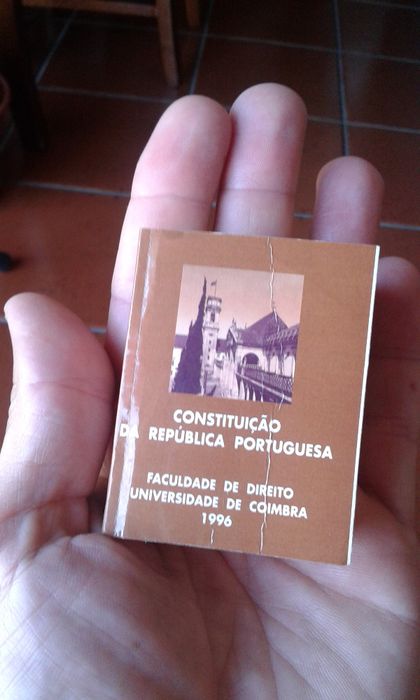 CONSTITUIÇÃO
DA REPÚBLICA PORTUGUESA
FACULDADE DE DIREITO
UNIVERSIDADE DE COIMBRA
1996